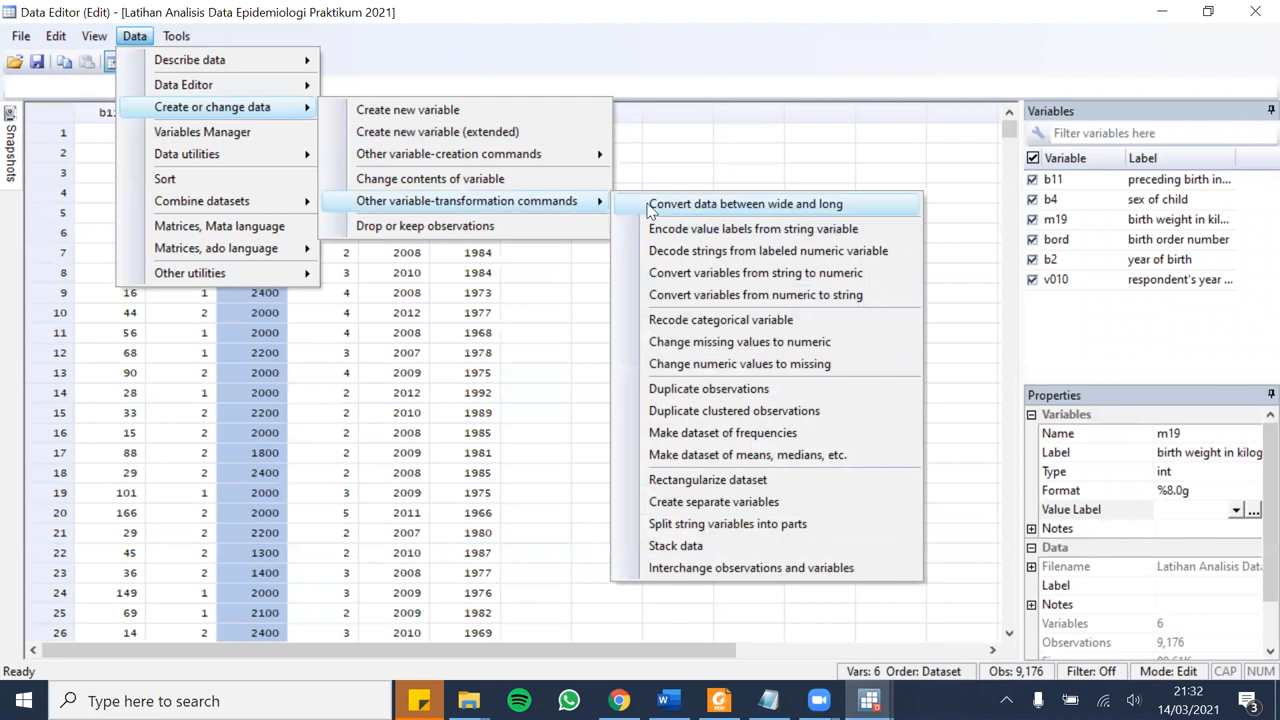 Data Editor (Edit) - [Latihan Analisis Data Epidemiologi Praktikum 2021]
File Edit View Data Tools
Describe data
Data Editor
Create or change data
Variables Manager
Data utilities
Sort
Combine datasets
Matrices, Mata language
Matrices, ado language
Other utilities
Create new variable
Create new variable (extended)
Other variable-creation commands
Change contents of variable
Other variable-transformation commands
Drop or keep observations
Convert data between wide and long
Encode value labels from string variable
Decode strings from labeled numeric variable
Convert variables from string to numeric
Convert variables from numeric to string
Recode categorical variable
Change missing values to numeric
Change numeric values to missing
Duplicate observations
Duplicate clustered observations
Make dataset of frequencies
Make dataset of means, medians, etc.
Rectangularize dataset
Create separate variables
Split string variables into parts
Stack data
Interchange observations and variables
Snapshots
1
2
3
4
7 2 2008 1984
8 3 2010 1984
9 16 1 2400 4 2008 1973
10 44 2 2000 4 2012 1977
11 56 1 2000 4 2008 1968
12 68 1 2200 3 2007 1978
13 90 2 2000 4 2009 1975
14 28 1 2000 2 2012 1992
15 33 2 2200 2 2010 1989
16 15 2 2000 2 2008 1985
17 88 2 1800 2 2009 1981
18 29 2 2400 2 2008 1985
19 101 1 2000 3 2009 1975
20 166 2 2000 5 2011 1966
21 29 2 2200 2 2007 1980
22 45 2 1300 2 2010 1987
23 36 2 1400 3 2008 1977
24 149 1 2000 3 2009 1976
25 69 1 2100 2 2009 1982
26 14 2 2400 3 2010 1969
Variables
Filter variables here
Variable Label
b11 preceding birth in...
b4 sex of child
m19 birth weight in kil...
bord birth order number
b2 year of birth
v010 respondent's year ...
Properties
Variables
Name m19
Label birth weight in kilog
Type int
Format %8.0g
Value Label
Notes
Data
Filename Latihan Analisis Dat
Label
Notes
Variables 6
Observations 9,176
Ready
Vars: 6 Order: Dataset
Obs: 9,176
Filter: Off
Mode: Edit
CAP
NUM
Type here to search
21:32
14/03/2021
3